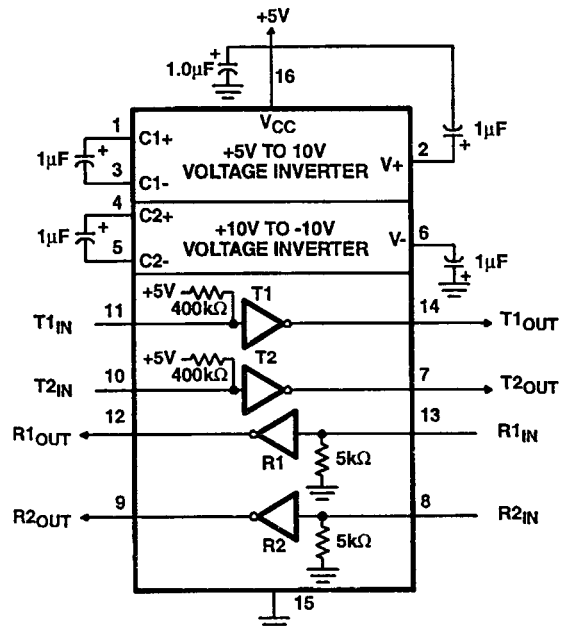 +5V
1.0µF
+
16
VCC
1
C1+
1µF
+
3
C1-
+5V TO 10V
VOLTAGE INVERTER
V+
2
+
1µF
4
C2+
1µF
+
5
C2-
+10V TO -10V
VOLTAGE INVERTER
V-
6
1µF
+
+5V
400kΩ
T1
T1IN
11
14
T1OUT
+5V
400kΩ
T2
T2IN
10
7
T2OUT
R1OUT
12
R1
5kΩ
13
R1IN
R2OUT
9
R2
5kΩ
8
R2IN
15